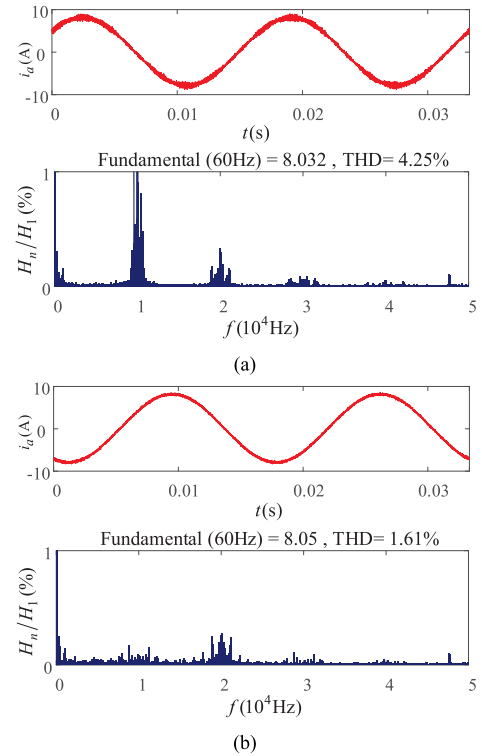 10
0
-10
i_a(A)
0 0.01 0.02 0.03
t(s)
Fundamental (60Hz) = 8.032 , THD= 4.25%
1
0
H_n/H_1(%)
0 1 2 3 4 5
f(10^4Hz)
(a)
10
0
-10
i_a(A)
0 0.01 0.02 0.03
t(s)
Fundamental (60Hz) = 8.05 , THD= 1.61%
1
0
H_n/H_1(%)
0 1 2 3 4 5
f(10^4Hz)
(b)